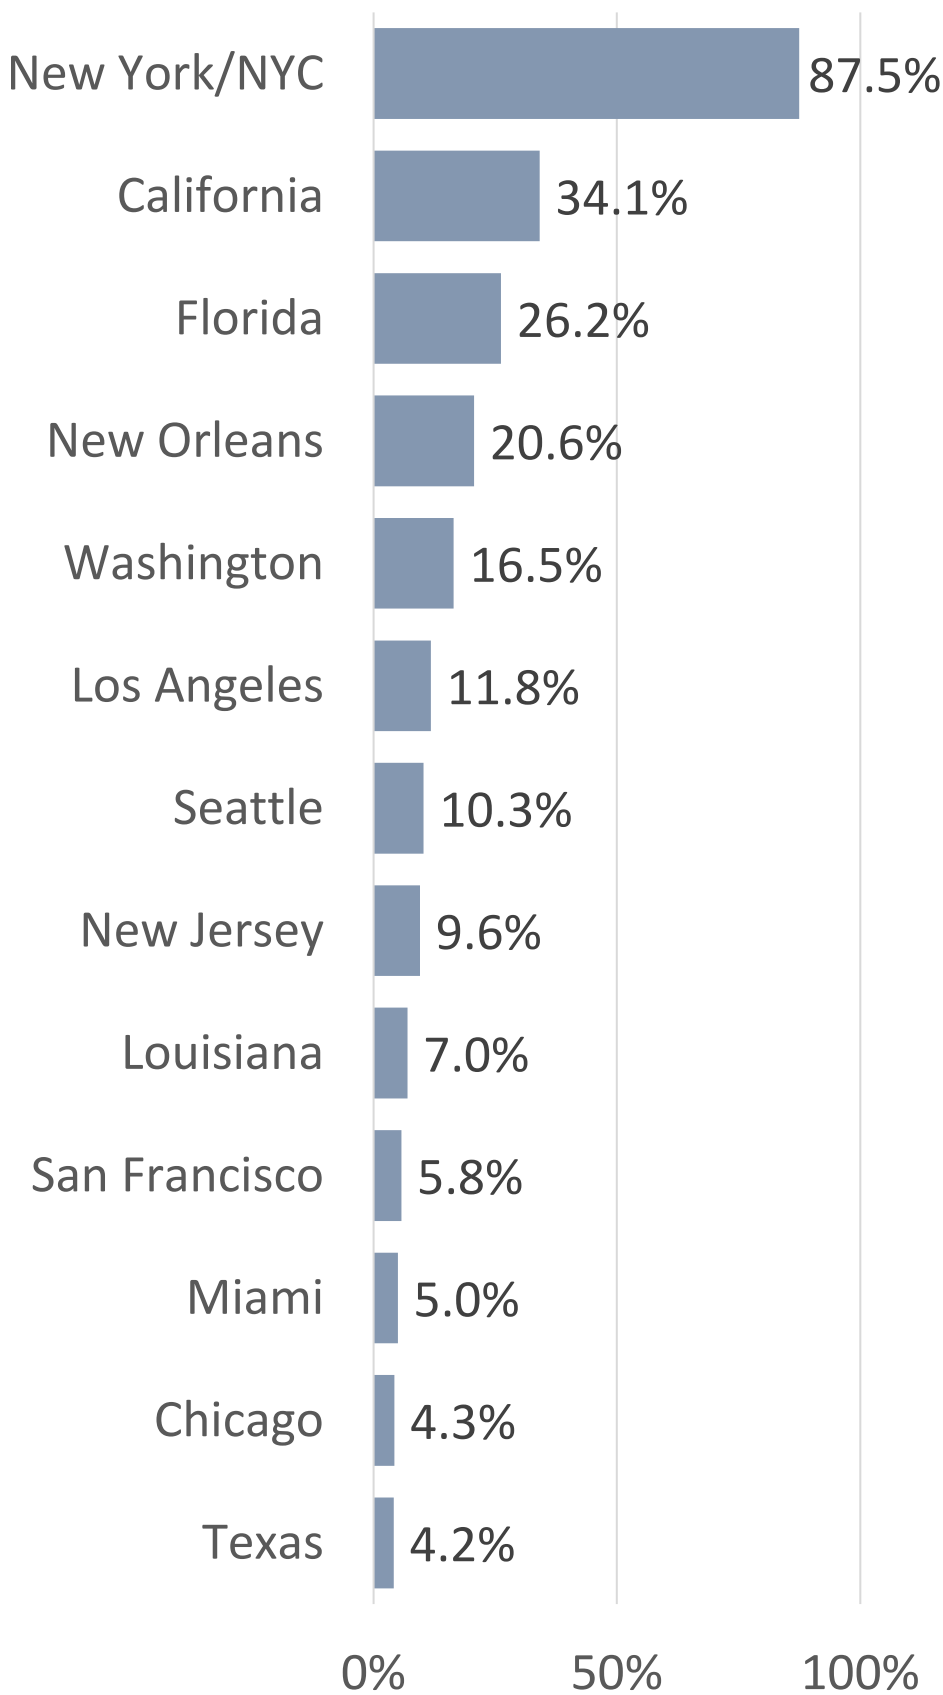 New York/NYC 87.5%
California 34.1%
Florida 26.2%
New Orleans 20.6%
Washington 16.5%
Los Angeles 11.8%
Seattle 10.3%
New Jersey 9.6%
Louisiana 7.0%
San Francisco 5.8%
Miami 5.0%
Chicago 4.3%
Texas 4.2%
0% 50% 100%